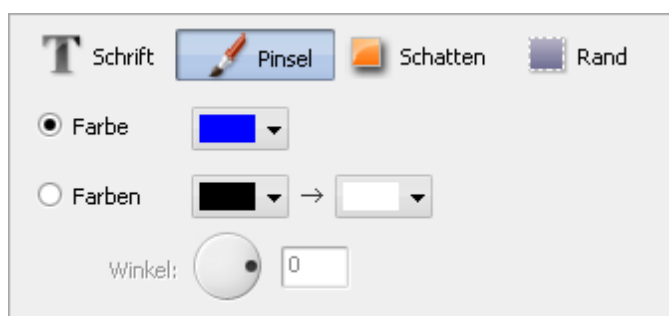 Schrift Pinsel Schatten Rand
Farbe
Farben →
Winkel: 0